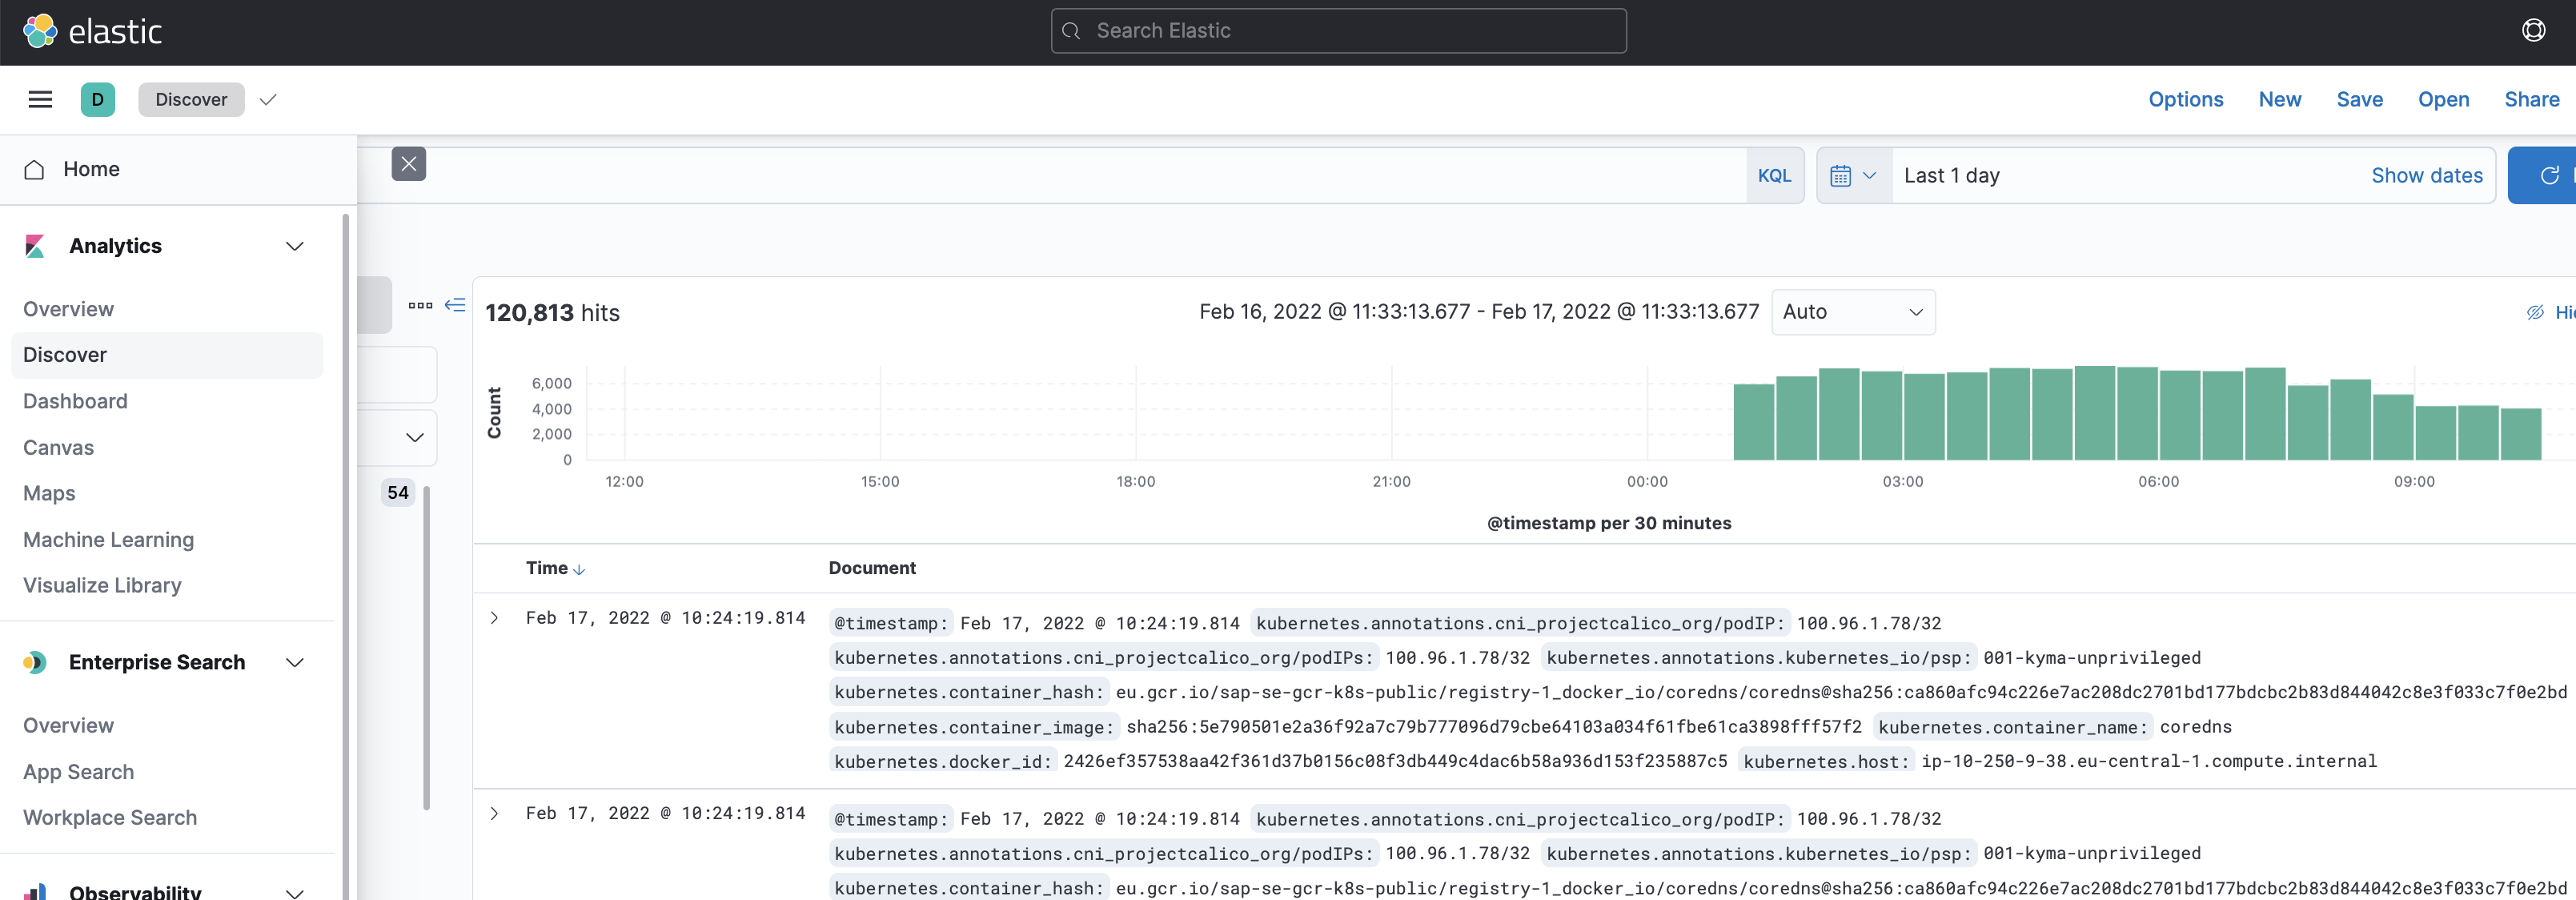 elastic
Search Elastic
D
Discover
Options
New
Save
Open
Share
Home
KQL
Last 1 day
Show dates
Analytics
Overview
Discover
Dashboard
Canvas
Maps
Machine Learning
Visualize Library
Enterprise Search
Overview
App Search
Workplace Search
Observability
54
120,813 hits
Feb 16, 2022 @ 11:33:13.677 - Feb 17, 2022 @ 11:33:13.677
Auto
Count
6,000
4,000
2,000
0
12:00
15:00
18:00
21:00
00:00
03:00
06:00
09:00
@timestamp per 30 minutes
Time
Document
Feb 17, 2022 @ 10:24:19.814
@timestamp: Feb 17, 2022 @ 10:24:19.814 kubernetes.annotations.cni_projectcalico_org/podIP: 100.96.1.78/32
kubernetes.annotations.cni_projectcalico_org/podIPs: 100.96.1.78/32 kubernetes.annotations.kubernetes_io/psp: 001-kyma-unprivileged
kubernetes.container_hash: eu.gcr.io/sap-se-gcr-k8s-public/registry-1_docker_io/coredns/coredns@sha256:ca860afc94c226e7ac208dc2701bd177bdcbc2b83d844042c8e3f033c7f0e2bd
kubernetes.container_image: sha256:5e790501e2a36f92a7c79b777096d79cbe64103a034f61fbe61ca3898fff57f2 kubernetes.container_name: coredns
kubernetes.docker_id: 2426ef357538aa42f361d37b0156c08f3db449c4dac6b58a936d153f235887c5 kubernetes.host: ip-10-250-9-38.eu-central-1.compute.internal
Feb 17, 2022 @ 10:24:19.814
@timestamp: Feb 17, 2022 @ 10:24:19.814 kubernetes.annotations.cni_projectcalico_org/podIP: 100.96.1.78/32
kubernetes.annotations.cni_projectcalico_org/podIPs: 100.96.1.78/32 kubernetes.annotations.kubernetes_io/psp: 001-kyma-unprivileged
kubernetes.container_hash: eu.gcr.io/sap-se-gcr-k8s-public/registry-1_docker_io/coredns/coredns@sha256:ca860afc94c226e7ac208dc2701bd177bdcbc2b83d844042c8e3f033c7f0e2bd